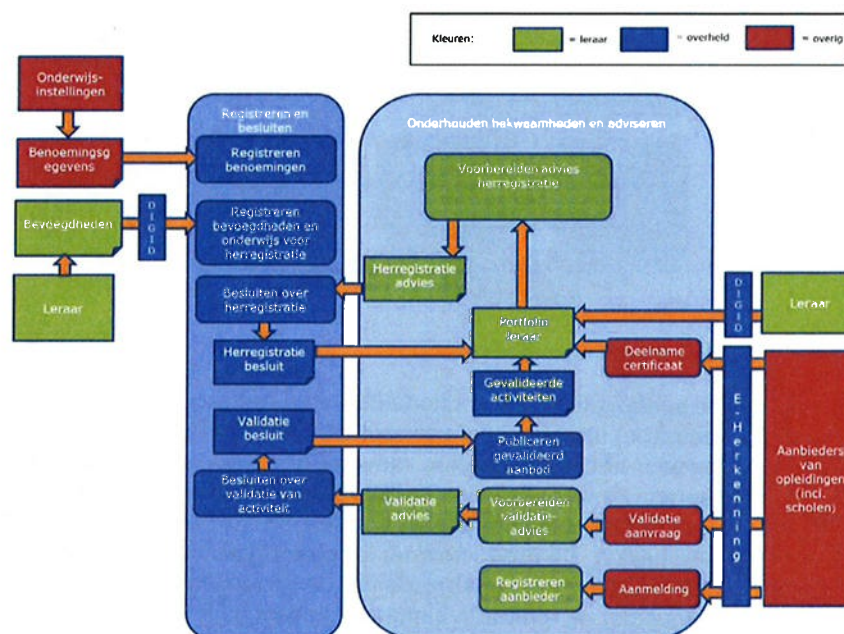 Kleuren:
= leraar
= overheid
= overig
Onderwijs-
instellingen
Benoemingsg
egevens
Bevoegdheden
Leraar
DIGID
Registreren en
besluiten
Registreren
benoemingen
Registreren
bevoegdheden en
onderwijs voor
herregistratie
Besluiten over
herregistratie
Herregistratie
besluit
Validatie
besluit
Besluiten over
validatie van
activiteit
Onderhouden bekwaamheden en adviseren
Voorbereiden advies
herregistratie
Herregistratie
advies
Portfolio
leraar
Deelname
certificaat
Gevalideerde
activiteiten
Publiceren
gevalideerd
aanbod
Validatie
advies
Voorbereiden
validatie-
advies
Validatie
aanvraag
Registreren
aanbieder
Aanmelding
DIGID
Leraar
E-Herkenning
Aanbieders
van
opleidingen
(incl.
scholen)